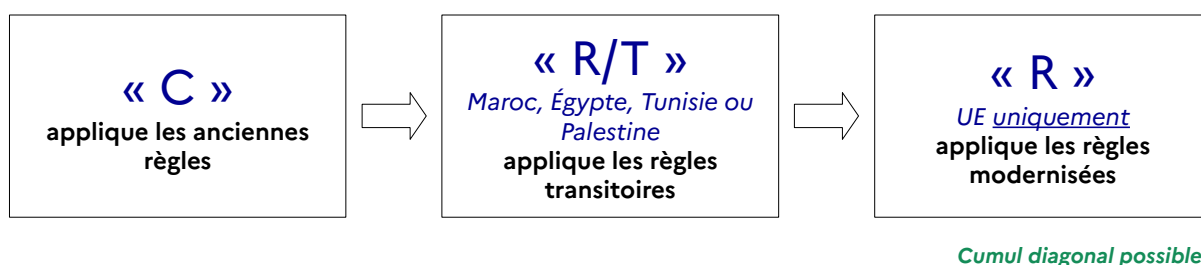 « C »
applique les anciennes
règles
« R/T »
Maroc, Égypte, Tunisie ou
Palestine
applique les règles
transitoires
« R »
UE uniquement
applique les règles
modernisées
Cumul diagonal possible